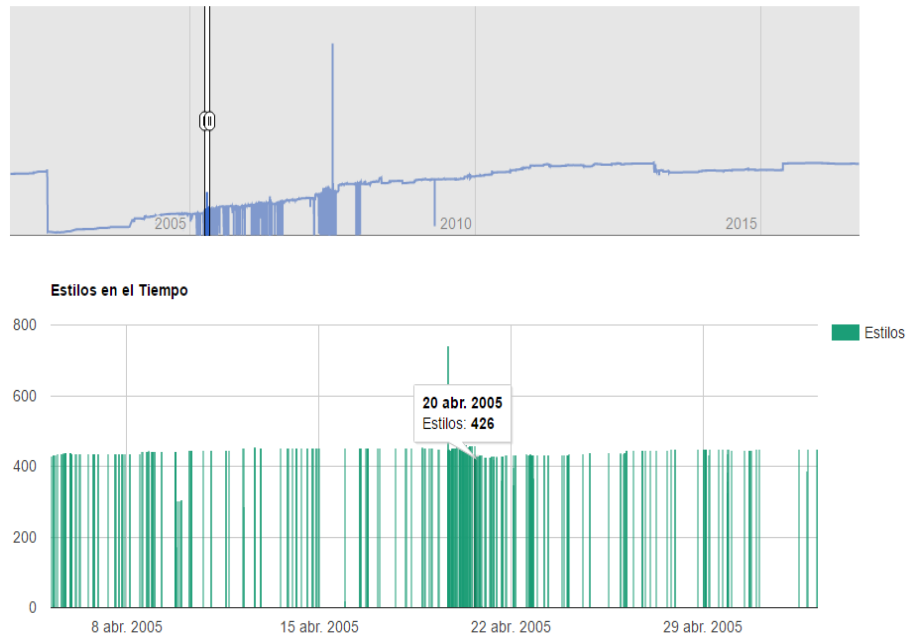 2005
2010
2015
Estilos en el Tiempo
800
600
400
200
0
Estilos
20 abr. 2005
Estilos: 426
8 abr. 2005
15 abr. 2005
22 abr. 2005
29 abr. 2005